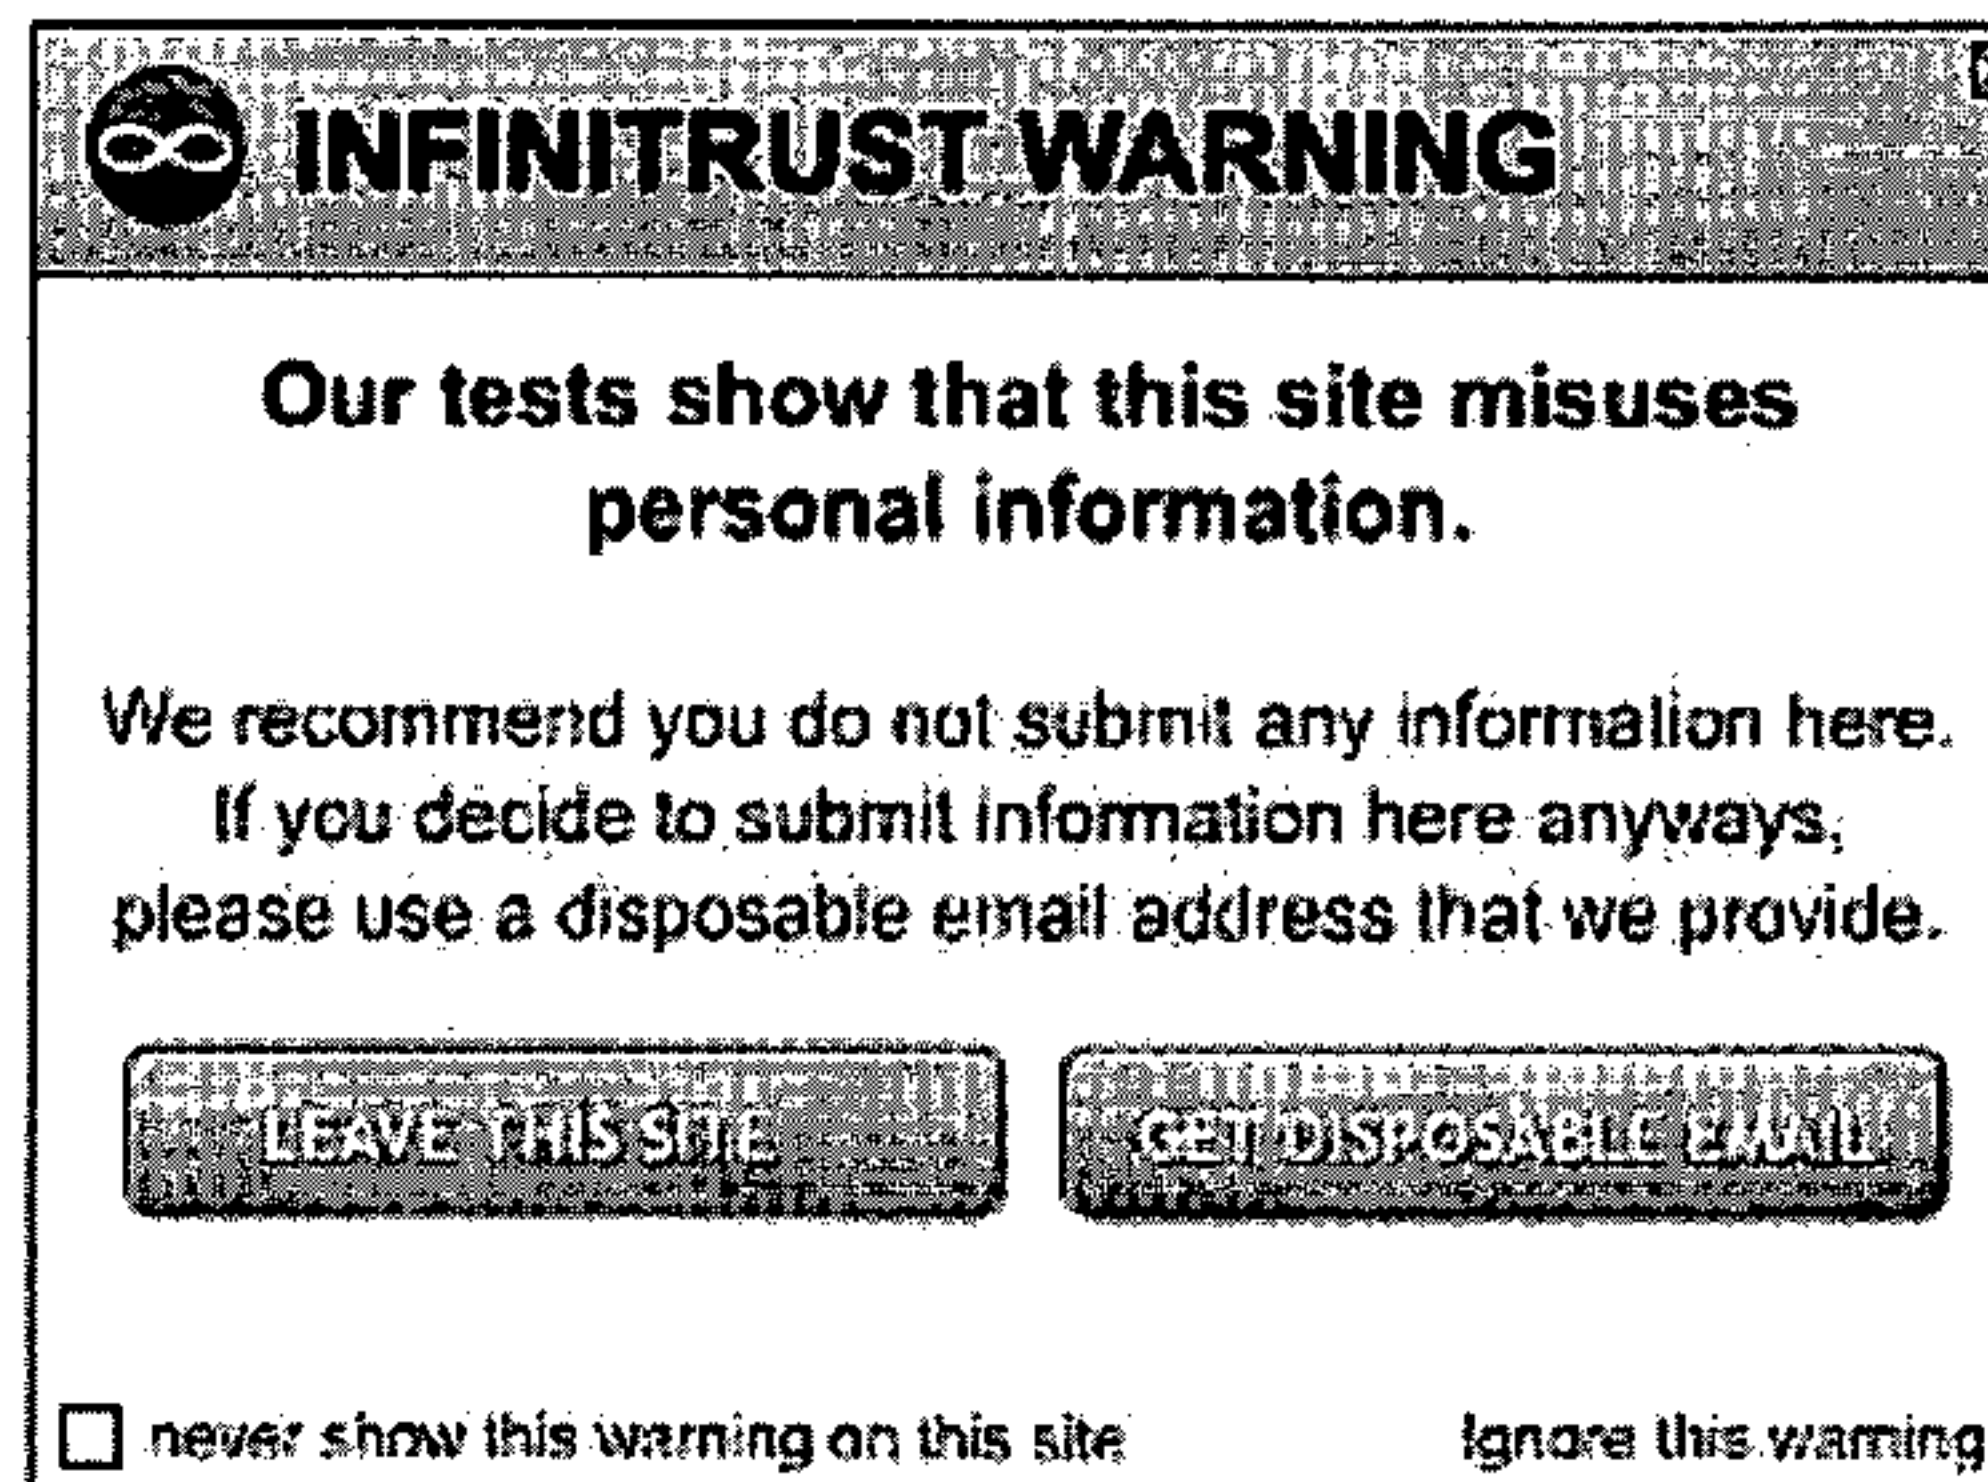 INFINITRUST WARNING
Our tests show that this site misuses
personal information.
We recommend you do not submit any information here.
If you decide to submit information here anyways,
please use a disposable email address that we provide.
LEAVE THIS SITE
GET DISPOSABLE EMAIL
never show this warning on this site
Ignore this warning